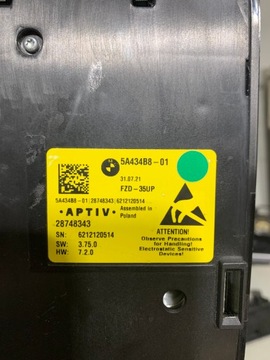 5A434B8-01
31.07.21
FZD-35UP
5A434B8-01;28748343;6212120514
• APTIV •
Assembled in
Poland
28748343
SN: 6212120514
SW: 3.75.0
HW: 7.2.0
ATTENTION!
Observe Precautions
for Handling!
Electrostatic Sensitive
Devices!